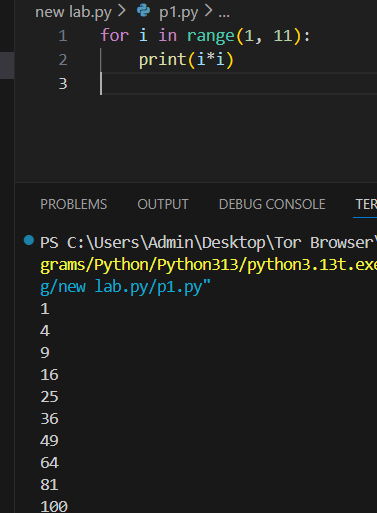 new lab.py > p1.py > ...
1 for i in range(1, 11):
2     print(i*i)
3
PROBLEMS OUTPUT DEBUG CONSOLE TER
PS C:\Users\Admin\Desktop\Tor Browser\
grams/Python/Python313/python3.13t.exe
g/new lab.py/p1.py"
1
4
9
16
25
36
49
64
81
100